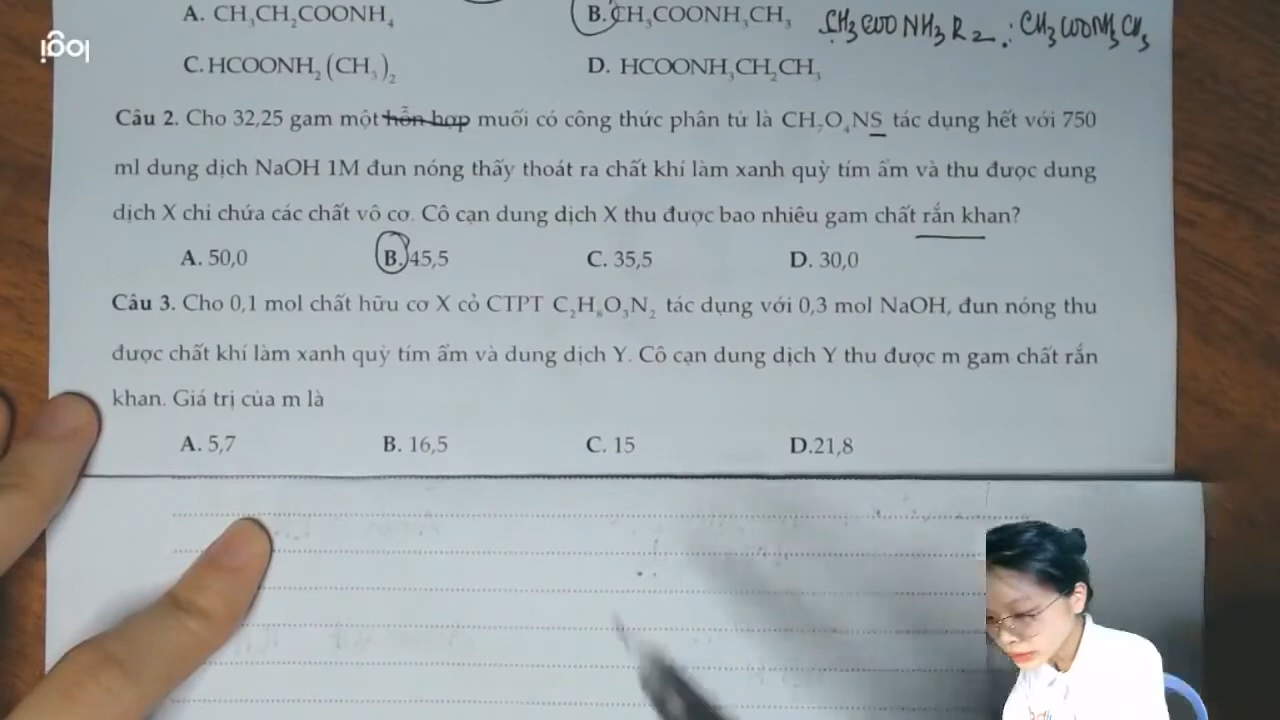 A. CH₃CH₂COONH₄ B. CH₃COONH₃CH₃ CH₃COONH₃R₂ : CH₃COONH₃CH₃
logi
C. HCOONH₂(CH₃)₂ D. HCOONH₃CH₂CH₃
Câu 2. Cho 32,25 gam một hỗn hợp muối có công thức phân tử là CH₇O₄NS tác dụng hết với 750
ml dung dịch NaOH 1M đun nóng thấy thoát ra chất khí làm xanh quỳ tím ẩm và thu được dung
dịch X chỉ chứa các chất vô cơ. Cô cạn dung dịch X thu được bao nhiêu gam chất rắn khan?
A. 50,0 B. 45,5 C. 35,5 D. 30,0
Câu 3. Cho 0,1 mol chất hữu cơ X có CTPT C₂H₈O₃N₂ tác dụng với 0,3 mol NaOH, đun nóng thu
được chất khí làm xanh quỳ tím ẩm và dung dịch Y. Cô cạn dung dịch Y thu được m gam chất rắn
khan. Giá trị của m là
A. 5,7 B. 16,5 C. 15 D.21,8